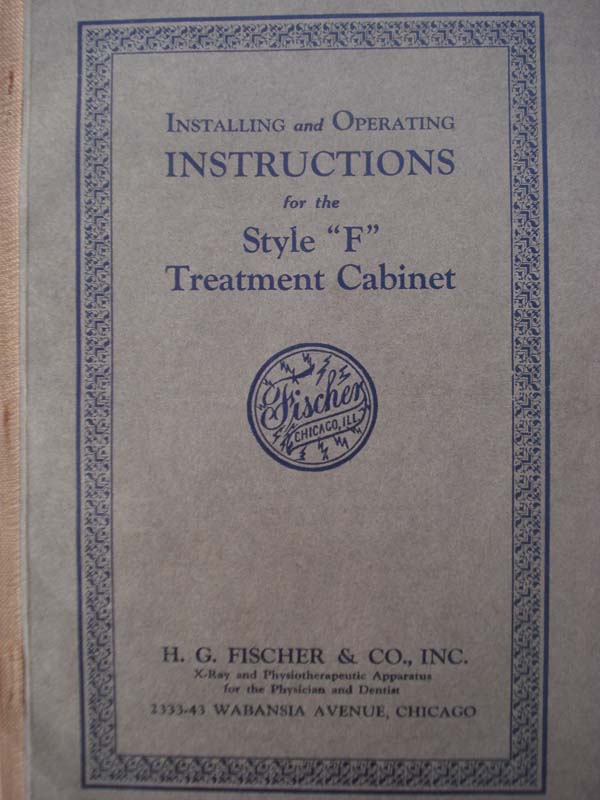 INSTALLING and OPERATING
INSTRUCTIONS
for the
Style “F”
Treatment Cabinet
Fischer
CHICAGO, ILL.
H. G. FISCHER & CO., INC.
X-Ray and Physiotherapeutic Apparatus
for the Physician and Dentist
2333-43 WABANSIA AVENUE, CHICAGO